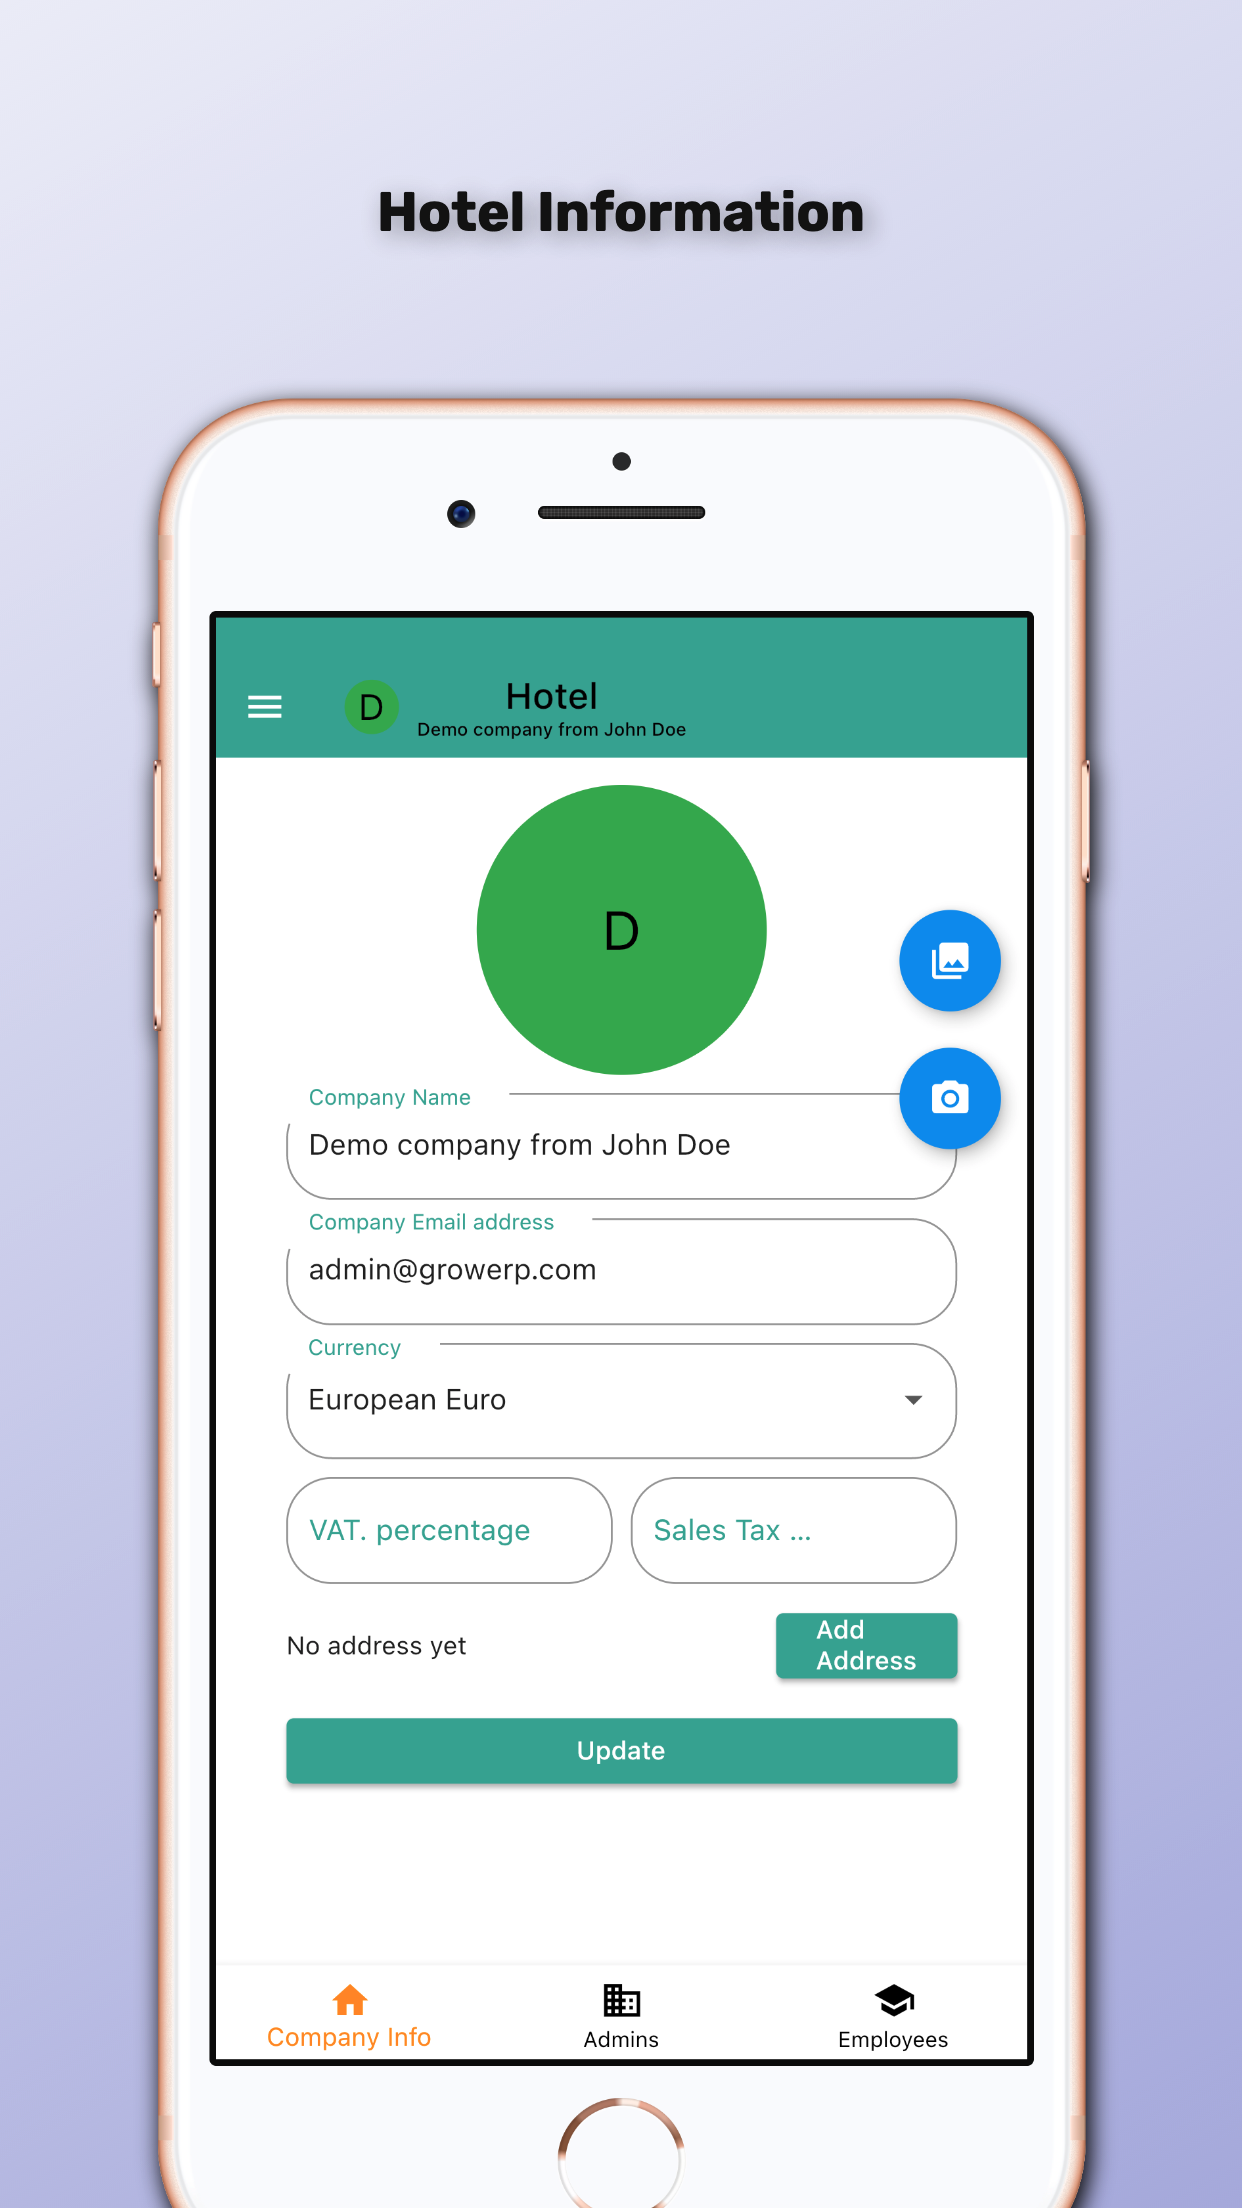 Hotel Information
D
Hotel
Demo company from John Doe
D
Company Name
Demo company from John Doe
Company Email address
admin@growerp.com
Currency
European Euro
VAT. percentage
Sales Tax ...
No address yet
Add
Address
Update
Company Info
Admins
Employees